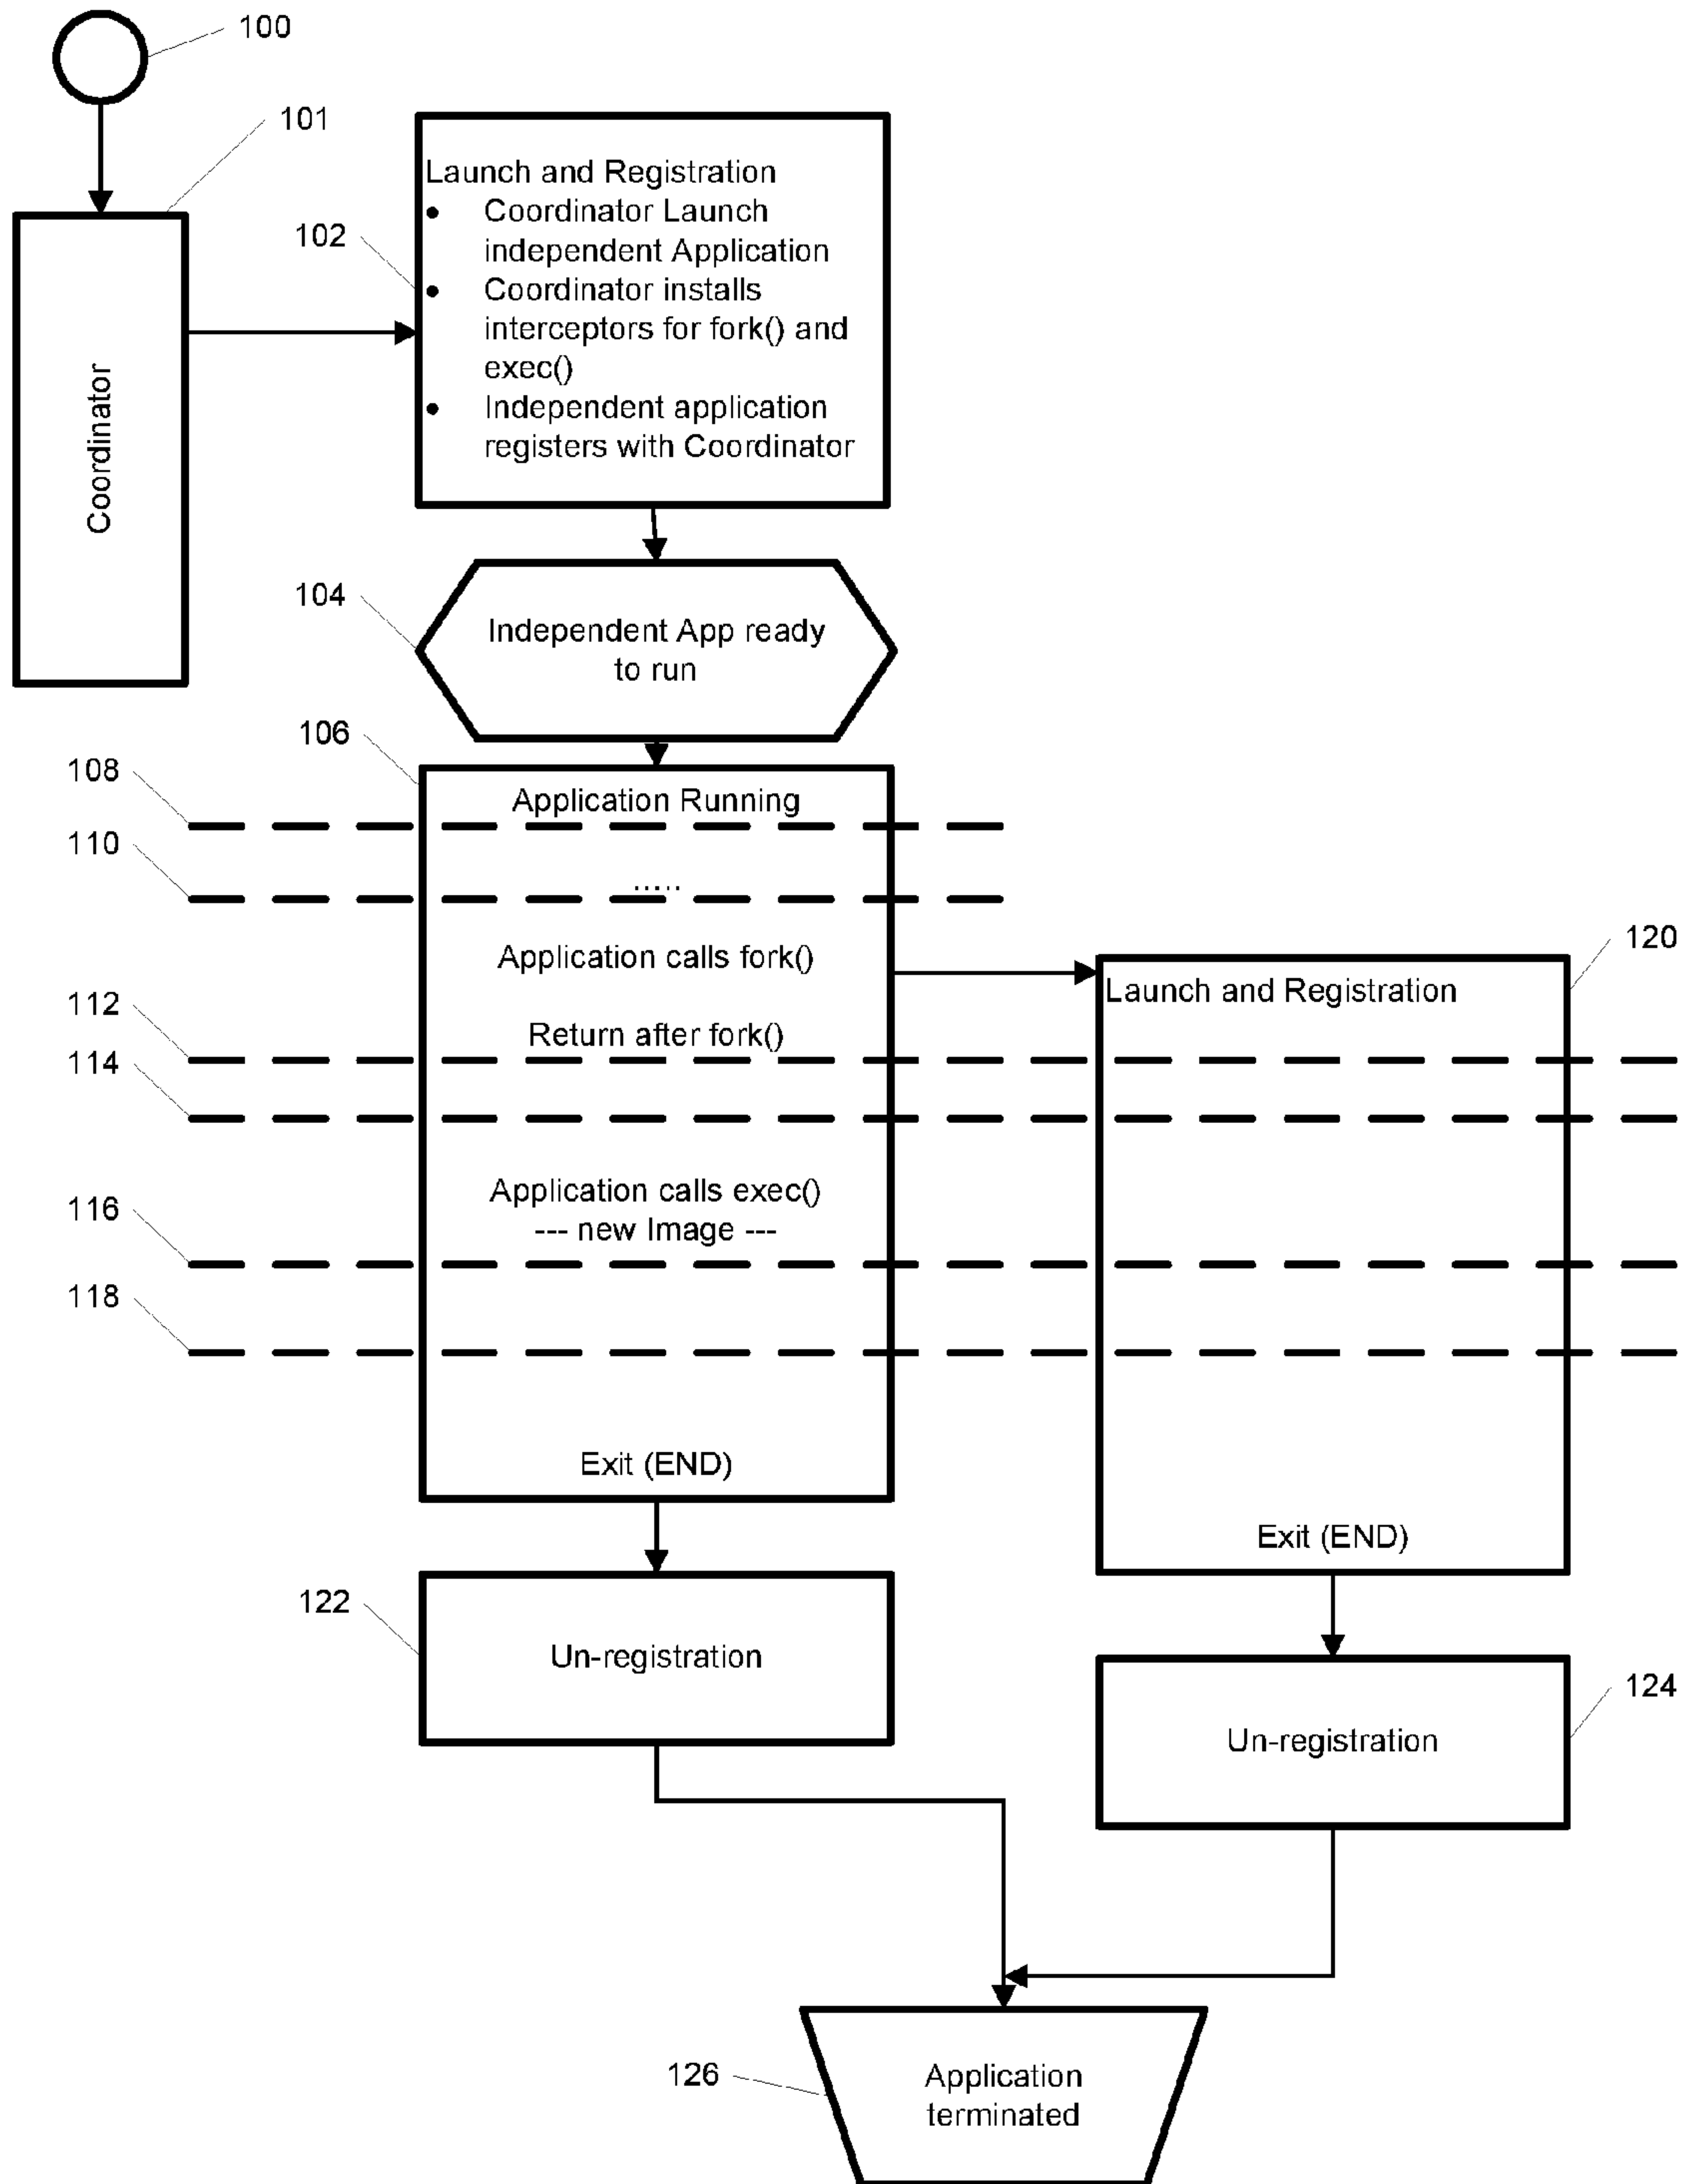 100
101
Coordinator
102
Launch and Registration
• Coordinator Launch
independent Application
• Coordinator installs
interceptors for fork() and
exec()
• Independent application
registers with Coordinator
104
Independent App ready
to run
106
108
Application Running
110
.....
Application calls fork()
120
Launch and Registration
112
Return after fork()
114
Application calls exec()
116
--- new Image ---
118
Exit (END)
Exit (END)
122
Un-registration
124
Un-registration
126
Application
terminated